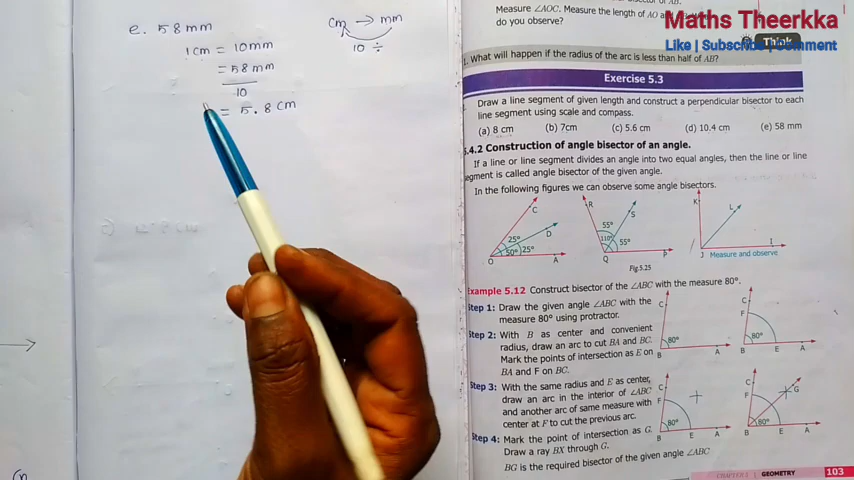 e. 58mm
1cm = 10mm
= 58mm
10
= 5.8 cm
cm → mm
10 ÷
Measure ∠AOC. Measure the length of AO and
do you observe?
Maths Theerkka
Like | Subscribe | Comment
Think
1. What will happen if the radius of the arc is less than half of AB?
Exercise 5.3
Draw a line segment of given length and construct a perpendicular bisector to each
line segment using scale and compass.
(a) 8 cm (b) 7cm (c) 5.6 cm (d) 10.4 cm (e) 58 mm
5.4.2 Construction of angle bisector of an angle.
If a line or line segment divides an angle into two equal angles, then the line or line
segment is called angle bisector of the given angle.
In the following figures we can observe some angle bisectors.
C
D
25°
50° 25°
O A
R
S
55°
110° 55°
Q P
Fig.5.25
K
L
J I
Measure and observe
Example 5.12 Construct bisector of the ∠ABC with the measure 80°.
Step 1: Draw the given angle ∠ABC with the
measure 80° using protractor.
Step 2: With B as center and convenient
radius, draw an arc to cut BA and BC.
Mark the points of intersection as E on
BA and F on BC.
C
80°
B A
C
F
80°
B E A
Step 3: With the same radius and E as center,
draw an arc in the interior of ∠ABC
and another arc of same measure with
center at F to cut the previous arc.
Step 4: Mark the point of intersection as G.
Draw a ray BX through G.
BG is the required bisector of the given angle ∠ABC
C
F
80°
B E A
C
G
F
80°
B E A
CHAPTER 5 GEOMETRY 103